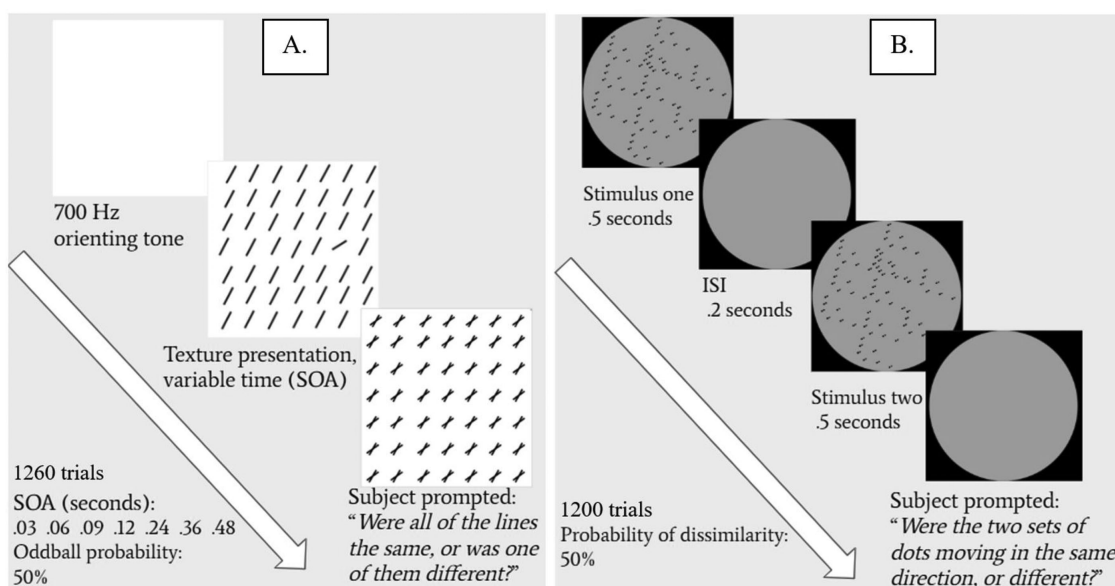 A.
700 Hz
orienting tone
Texture presentation,
variable time (SOA)
1260 trials
SOA (seconds):
.03 .06 .09 .12 .24 .36 .48
Oddball probability:
50%
Subject prompted:
“Were all of the lines
the same, or was one
of them different?”
B.
Stimulus one
.5 seconds
ISI
.2 seconds
Stimulus two
.5 seconds
1200 trials
Probability of dissimilarity:
50%
Subject prompted:
“Were the two sets of
dots moving in the same
direction, or different?”